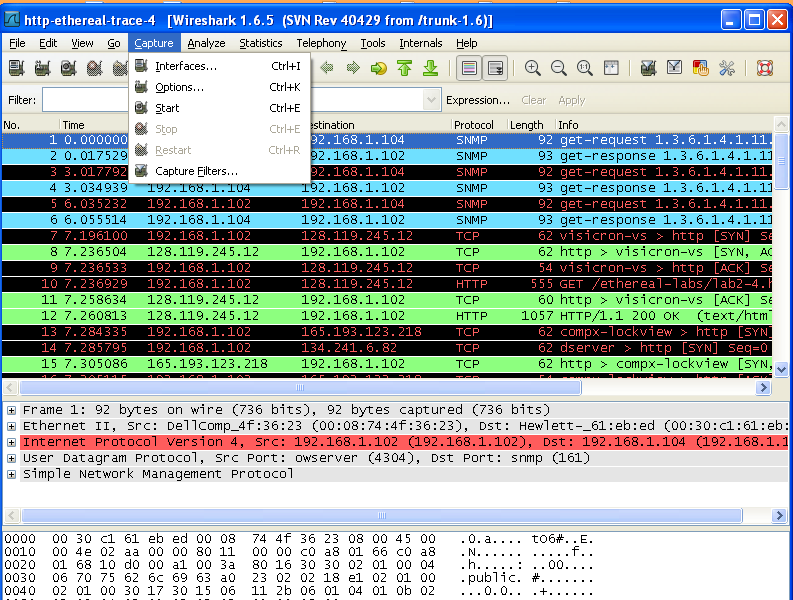 http-ethereal-trace-4 [Wireshark 1.6.5 (SVN Rev 40429 from /trunk-1.6)]
File Edit View Go Capture Analyze Statistics Telephony Tools Internals Help
Interfaces... Ctrl+I
Options... Ctrl+K
Start Ctrl+E
Stop Ctrl+E
Restart Ctrl+R
Capture Filters...
Filter: Expression... Clear Apply
No. Time estination Protocol Length Info
1 0.000000 92.168.1.104 SNMP 92 get-request 1.3.6.1.4.1.11.
2 0.017529 92.168.1.102 SNMP 93 get-response 1.3.6.1.4.1.11
3 3.017792 92.168.1.104 SNMP 92 get-request 1.3.6.1.4.1.11.
4 3.034939 192.168.1.104 192.168.1.102 SNMP 93 get-response 1.3.6.1.4.1.11
5 6.035232 192.168.1.102 192.168.1.104 SNMP 92 get-request 1.3.6.1.4.1.11.
6 6.055514 192.168.1.104 192.168.1.102 SNMP 93 get-response 1.3.6.1.4.1.11
7 7.196100 192.168.1.102 128.119.245.12 TCP 62 visicron-vs > http [SYN] Se
8 7.236504 128.119.245.12 192.168.1.102 TCP 62 http > visicron-vs [SYN, AC
9 7.236533 192.168.1.102 128.119.245.12 TCP 54 visicron-vs > http [ACK] Se
10 7.236929 192.168.1.102 128.119.245.12 HTTP 555 GET /ethereal-labs/lab2-4.h
11 7.258634 128.119.245.12 192.168.1.102 TCP 60 http > visicron-vs [ACK] Se
12 7.260813 128.119.245.12 192.168.1.102 HTTP 1057 HTTP/1.1 200 OK (text/html
13 7.284335 192.168.1.102 165.193.123.218 TCP 62 compx-lockview > http [SYN]
14 7.285795 192.168.1.102 134.241.6.82 TCP 62 dserver > http [SYN] Seq=0
15 7.305086 165.193.123.218 192.168.1.102 TCP 62 http > compx-lockview [SYN,
Frame 1: 92 bytes on wire (736 bits), 92 bytes captured (736 bits)
Ethernet II, Src: DellComp_4f:36:23 (00:08:74:4f:36:23), Dst: Hewlett-_61:eb:ed (00:30:c1:61:eb:
Internet Protocol Version 4, Src: 192.168.1.102 (192.168.1.102), Dst: 192.168.1.104 (192.168.1.1
User Datagram Protocol, Src Port: owserver (4304), Dst Port: snmp (161)
Simple Network Management Protocol
0000 00 30 c1 61 eb ed 00 08 74 4f 36 23 08 00 45 00 .0.a.... tO6#..E.
0010 00 4e 02 aa 00 00 80 11 00 00 c0 a8 01 66 c0 a8 .N...... .....f..
0020 01 68 10 d0 00 a1 00 3a 80 16 30 30 02 01 00 04 .h.....: ..00....
0030 06 70 75 62 6c 69 63 a0 23 02 02 18 e1 02 01 00 .public. #.......
0040 02 01 00 30 17 30 15 06 11 2b 06 01 04 01 0b 02 ...0.0.. .+......